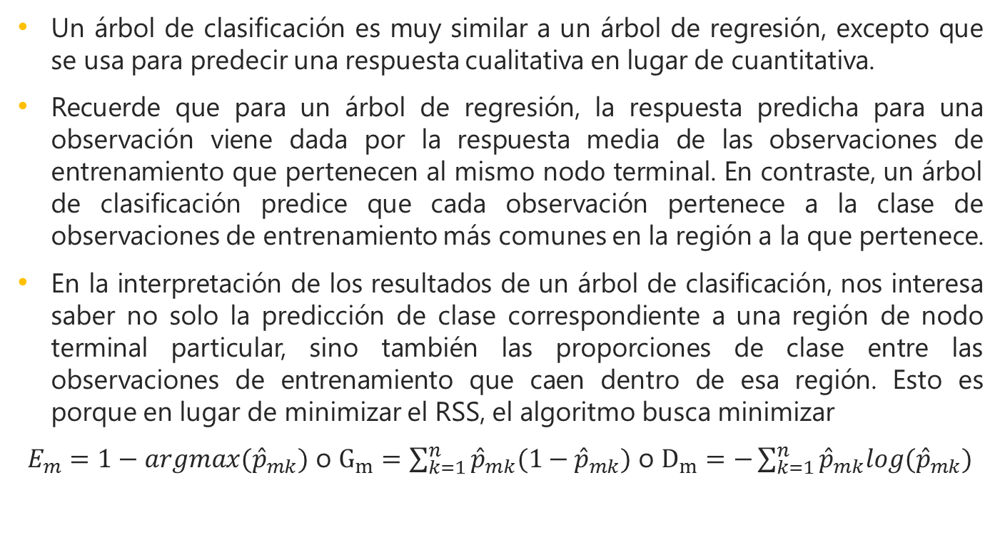 • Un árbol de clasificación es muy similar a un árbol de regresión, excepto que
se usa para predecir una respuesta cualitativa en lugar de cuantitativa.
• Recuerde que para un árbol de regresión, la respuesta predicha para una
observación viene dada por la respuesta media de las observaciones de
entrenamiento que pertenecen al mismo nodo terminal. En contraste, un árbol
de clasificación predice que cada observación pertenece a la clase de
observaciones de entrenamiento más comunes en la región a la que pertenece.
• En la interpretación de los resultados de un árbol de clasificación, nos interesa
saber no solo la predicción de clase correspondiente a una región de nodo
terminal particular, sino también las proporciones de clase entre las
observaciones de entrenamiento que caen dentro de esa región. Esto es
porque en lugar de minimizar el RSS, el algoritmo busca minimizar
$E_m = 1 - argmax(\hat{p}_{mk})$ o $\mathrm{G_m} = \sum_{k=1}^{n} \hat{p}_{mk}(1 - \hat{p}_{mk})$ o $\mathrm{D_m} = -\sum_{k=1}^{n} \hat{p}_{mk} log(\hat{p}_{mk})$